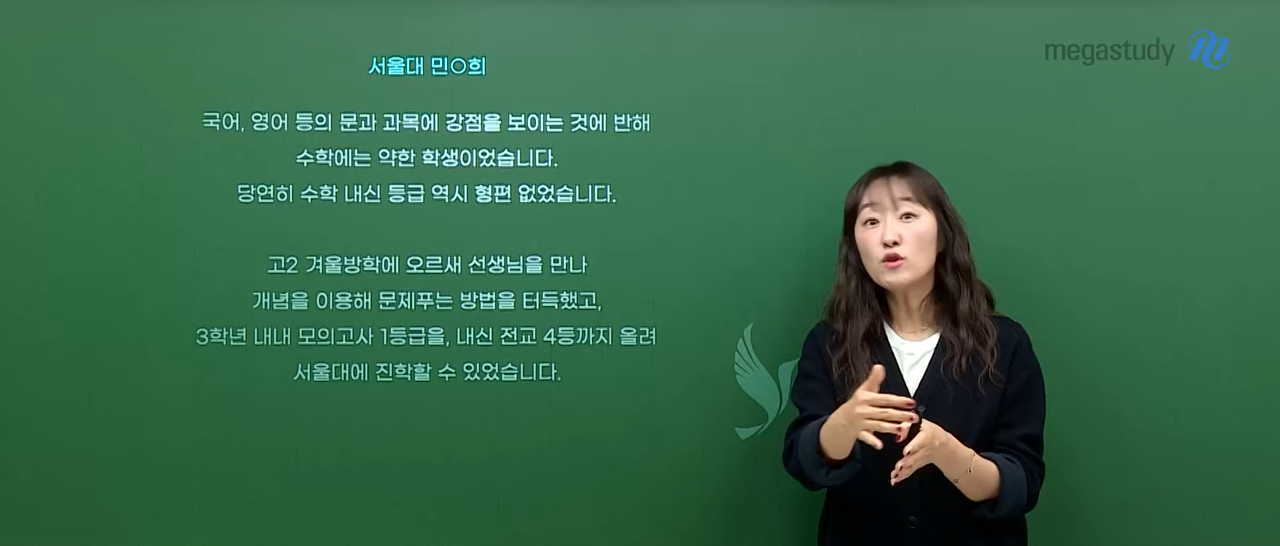 megastudy
서울대 민○희
국어, 영어 등의 문과 과목에 강점을 보이는 것에 반해
수학에는 약한 학생이었습니다.
당연히 수학 내신 등급 역시 형편 없었습니다.
고2 겨울방학에 오르새 선생님을 만나
개념을 이용해 문제푸는 방법을 터득했고,
3학년 내내 모의고사 1등급을, 내신 전교 4등까지 올려
서울대에 진학할 수 있었습니다.